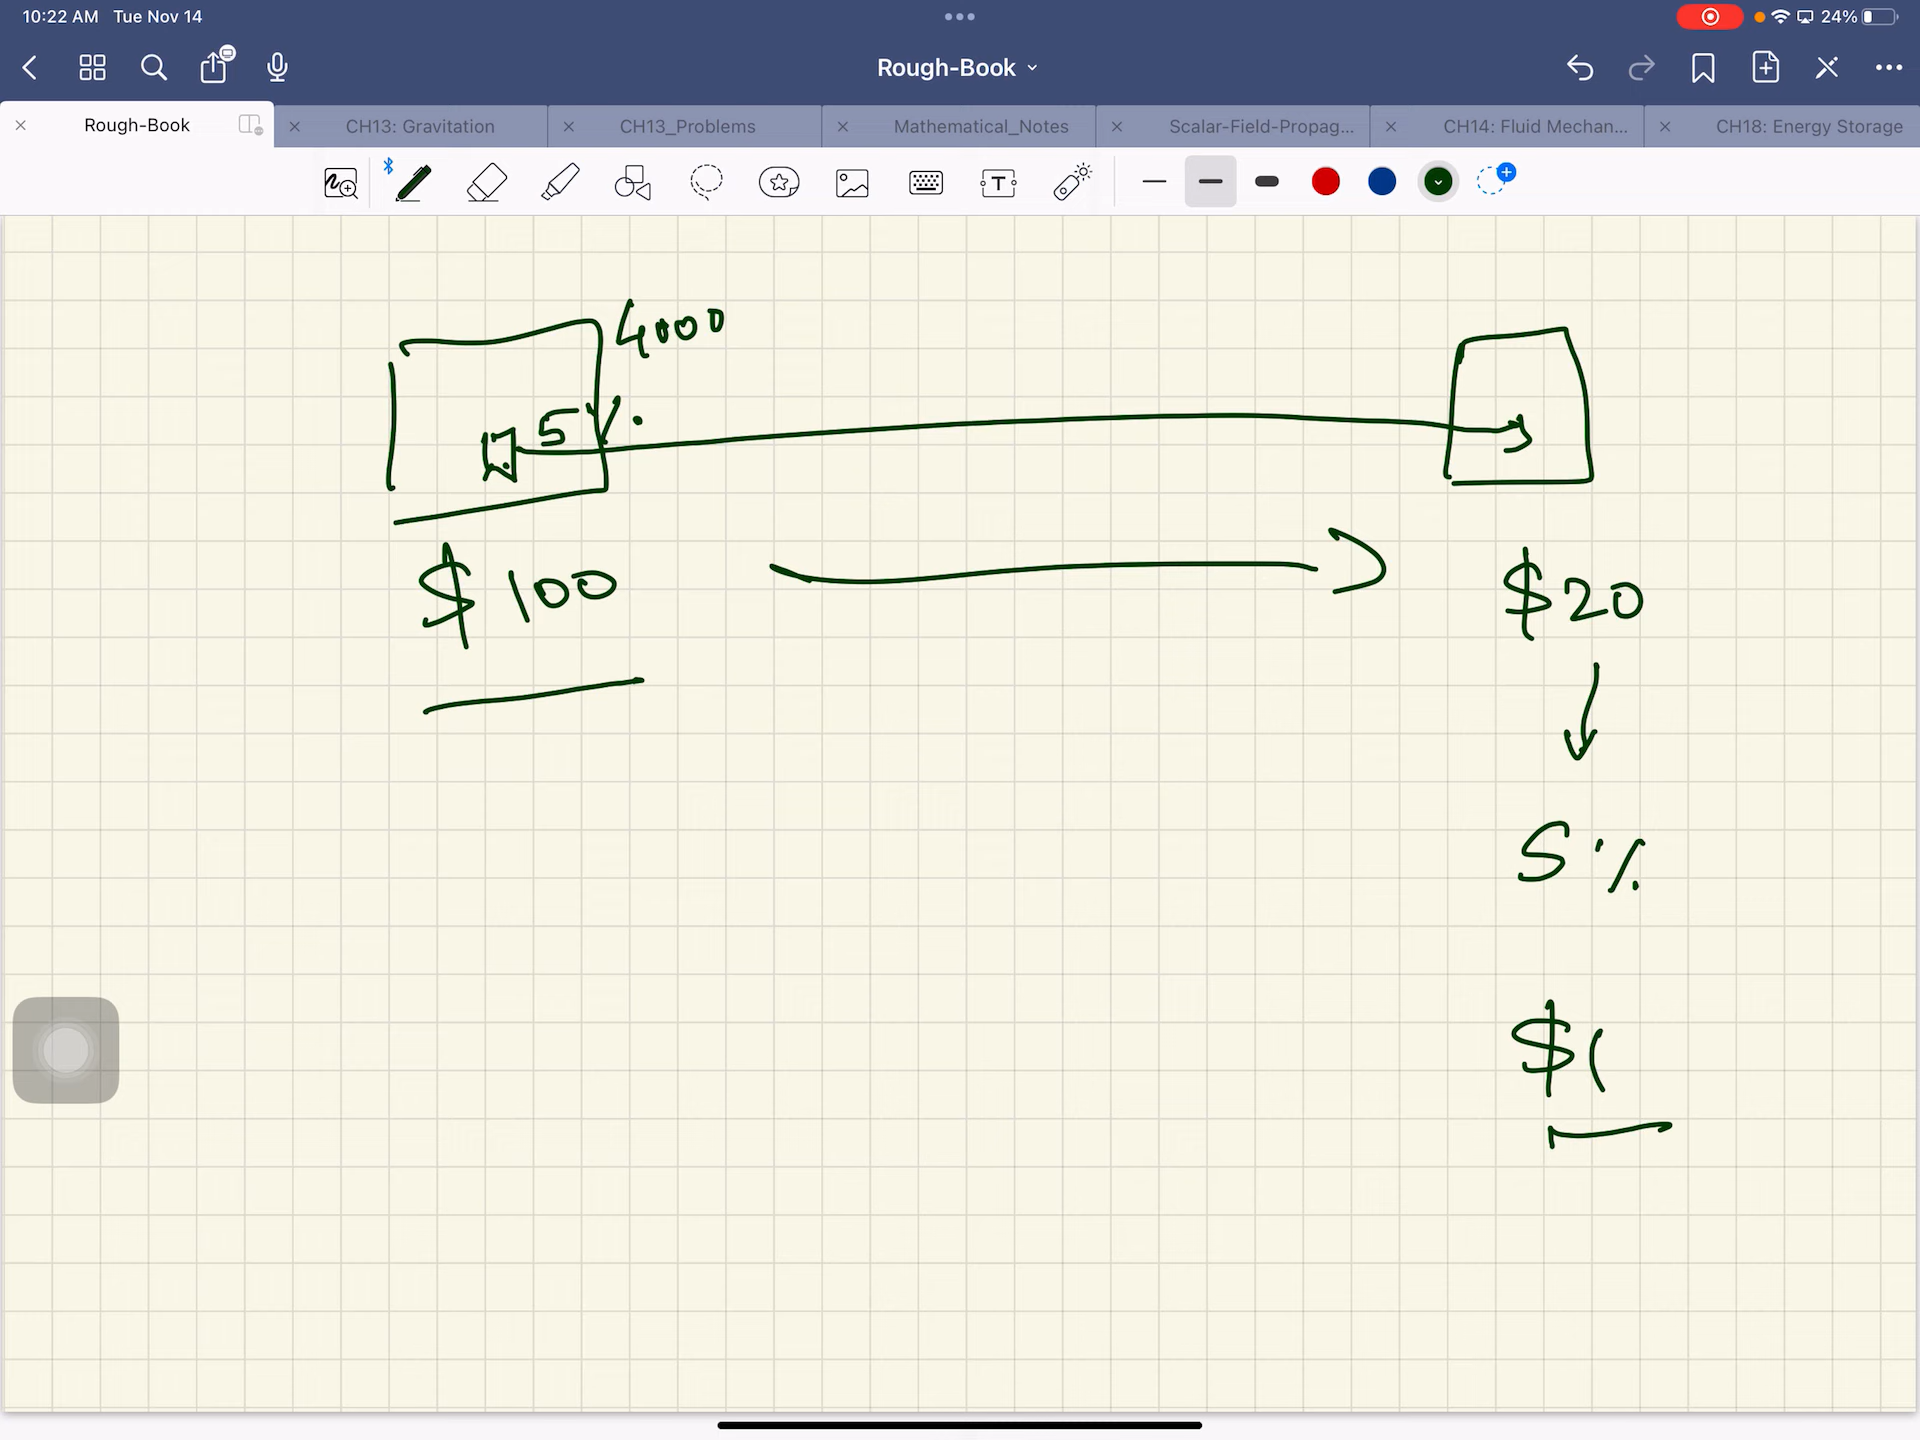 10:22 AM Tue Nov 14
24%
Rough-Book
Rough-Book
CH13: Gravitation
CH13_Problems
Mathematical_Notes
Scalar-Field-Propag...
CH14: Fluid Mechan...
CH18: Energy Storage
T
4000
5%
$100
$20
5%
$1